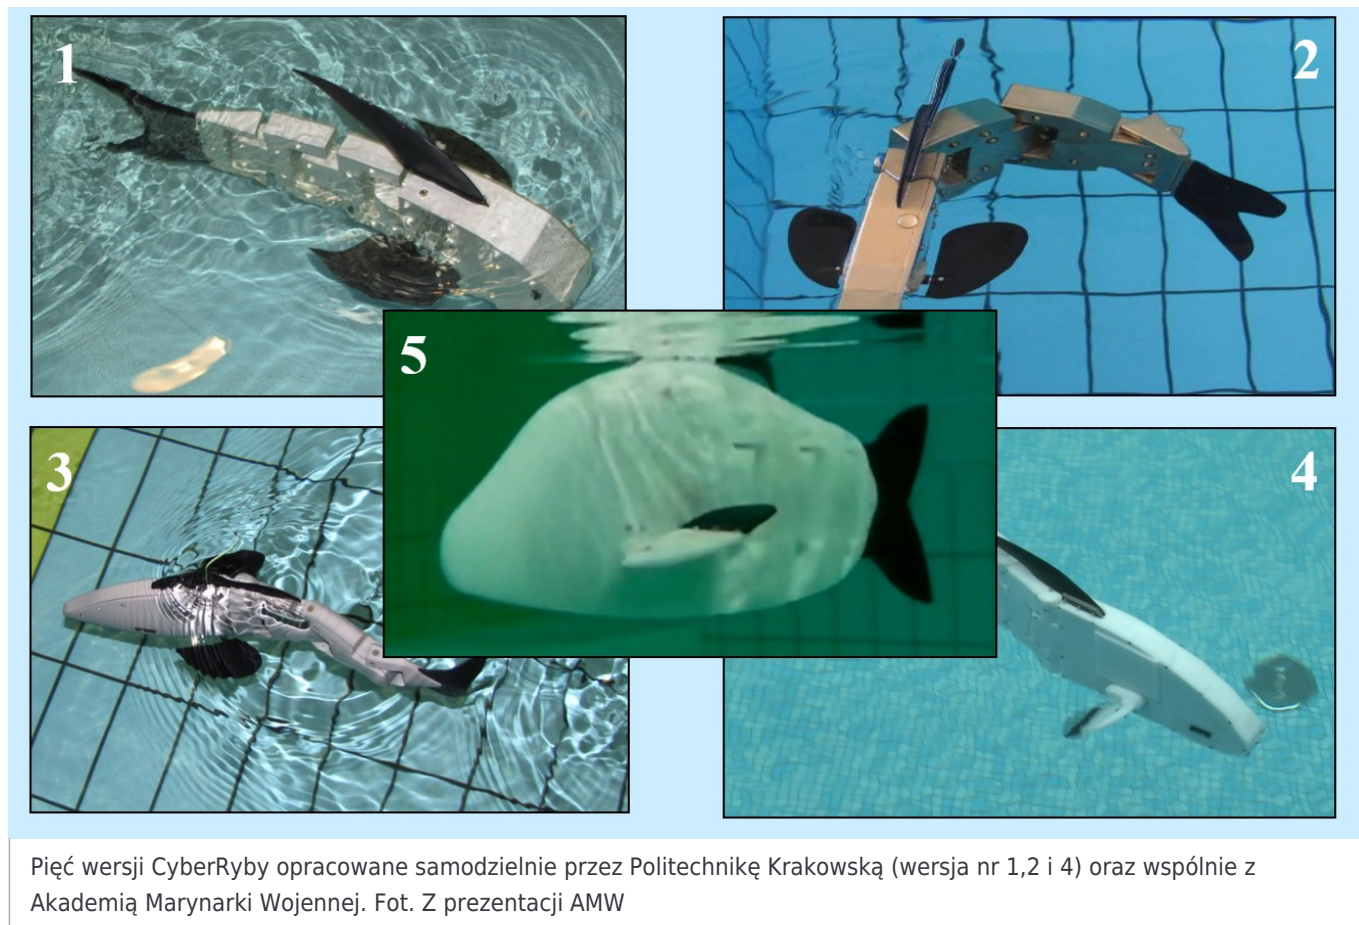 1
2
5
3
4
Pięć wersji CyberRyby opracowane samodzielnie przez Politechnikę Krakowską (wersja nr 1,2 i 4) oraz wspólnie z
Akademią Marynarki Wojennej. Fot. Z prezentacji AMW